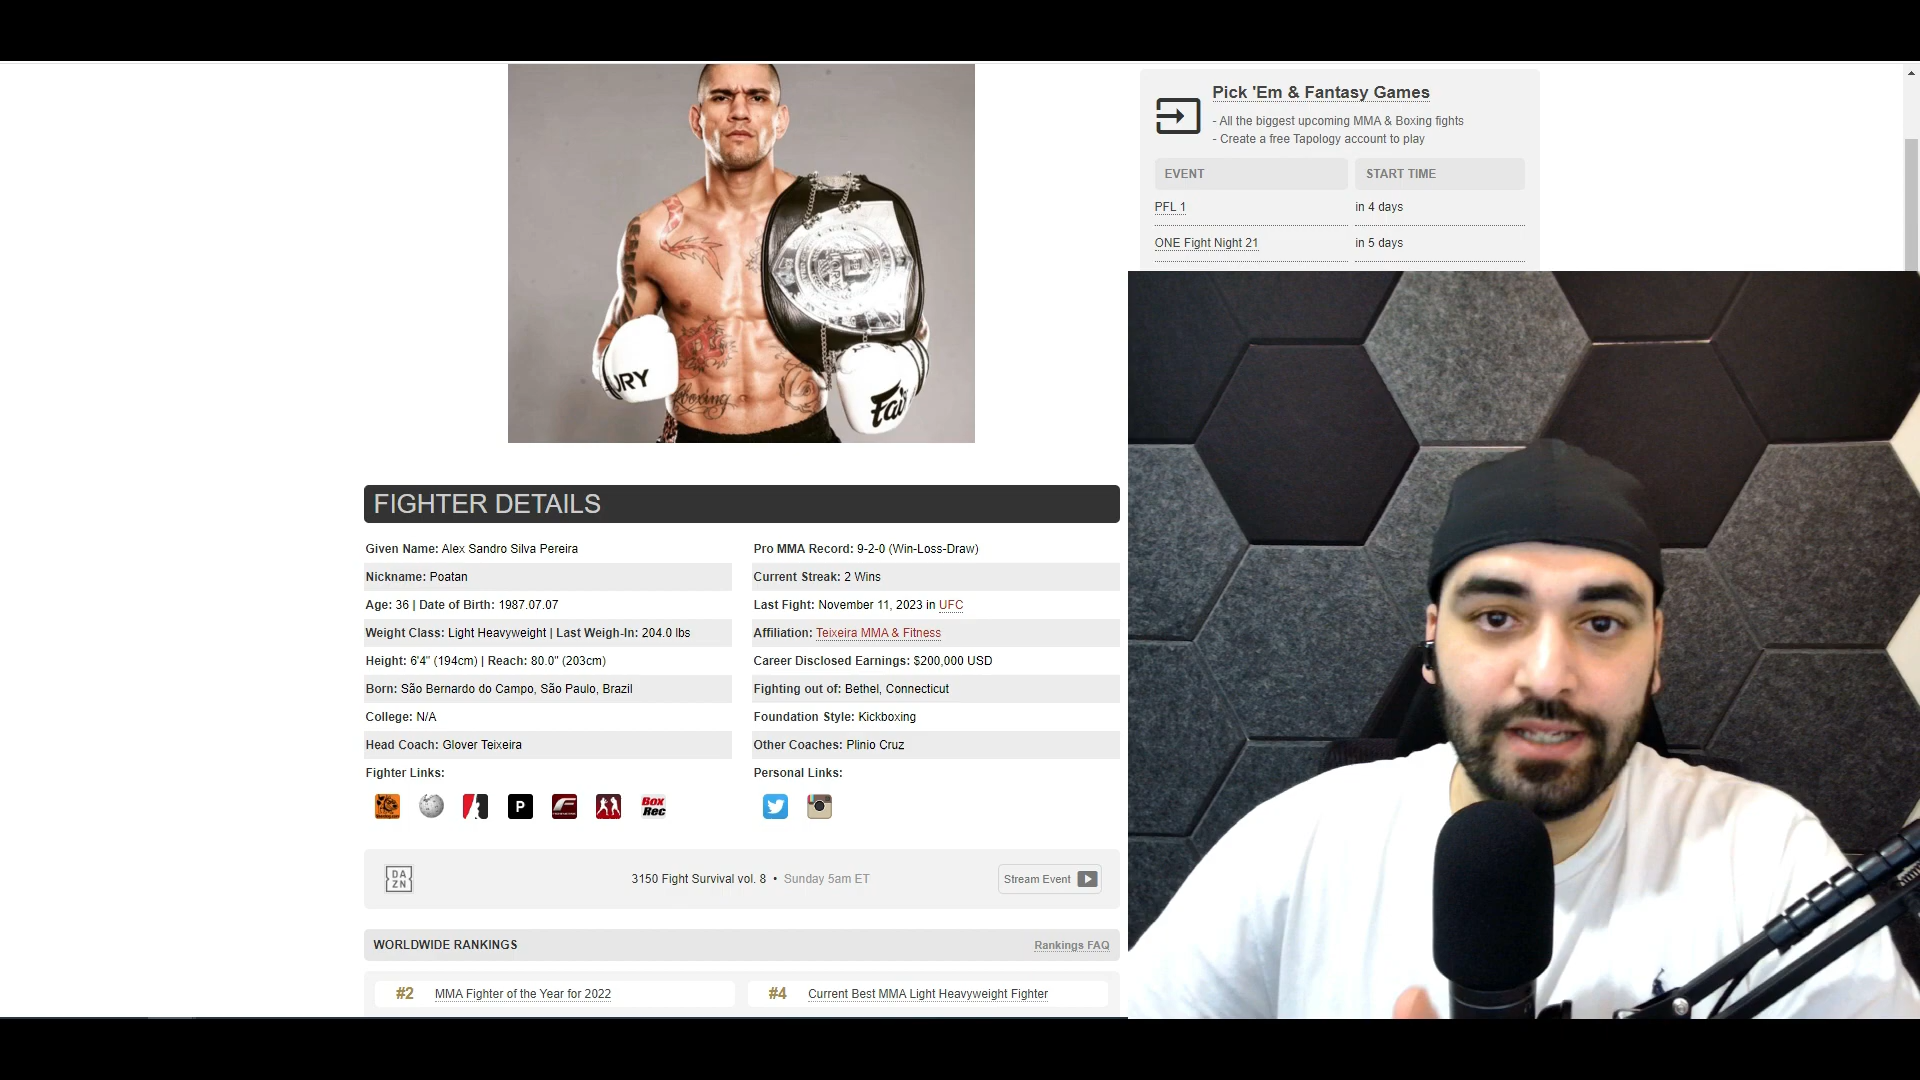 Pick 'Em & Fantasy Games
- All the biggest upcoming MMA & Boxing fights
- Create a free Tapology account to play
EVENT START TIME
PFL 1 in 4 days
ONE Fight Night 21 in 5 days
URY
Fai
kboxing
FIGHTER DETAILS
Given Name: Alex Sandro Silva Pereira
Pro MMA Record: 9-2-0 (Win-Loss-Draw)
Nickname: Poatan
Current Streak: 2 Wins
Age: 36 | Date of Birth: 1987.07.07
Last Fight: November 11, 2023 in UFC
Weight Class: Light Heavyweight | Last Weigh-In: 204.0 lbs
Affiliation: Teixeira MMA & Fitness
Height: 6'4" (194cm) | Reach: 80.0" (203cm)
Career Disclosed Earnings: $200,000 USD
Born: São Bernardo do Campo, São Paulo, Brazil
Fighting out of: Bethel, Connecticut
College: N/A
Foundation Style: Kickboxing
Head Coach: Glover Teixeira
Other Coaches: Plinio Cruz
Fighter Links:
Personal Links:
P
Box
Rec
DA
ZN
3150 Fight Survival vol. 8 • Sunday 5am ET
Stream Event
WORLDWIDE RANKINGS
Rankings FAQ
#2 MMA Fighter of the Year for 2022
#4 Current Best MMA Light Heavyweight Fighter